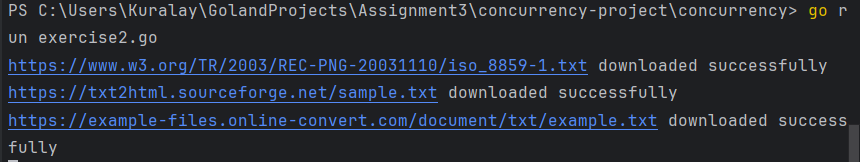 PS C:\Users\Kuralay\GolandProjects\Assignment3\concurrency-project\concurrency> go r
un exercise2.go
https://www.w3.org/TR/2003/REC-PNG-20031110/iso_8859-1.txt downloaded successfully
https://txt2html.sourceforge.net/sample.txt downloaded successfully
https://example-files.online-convert.com/document/txt/example.txt downloaded success
fully